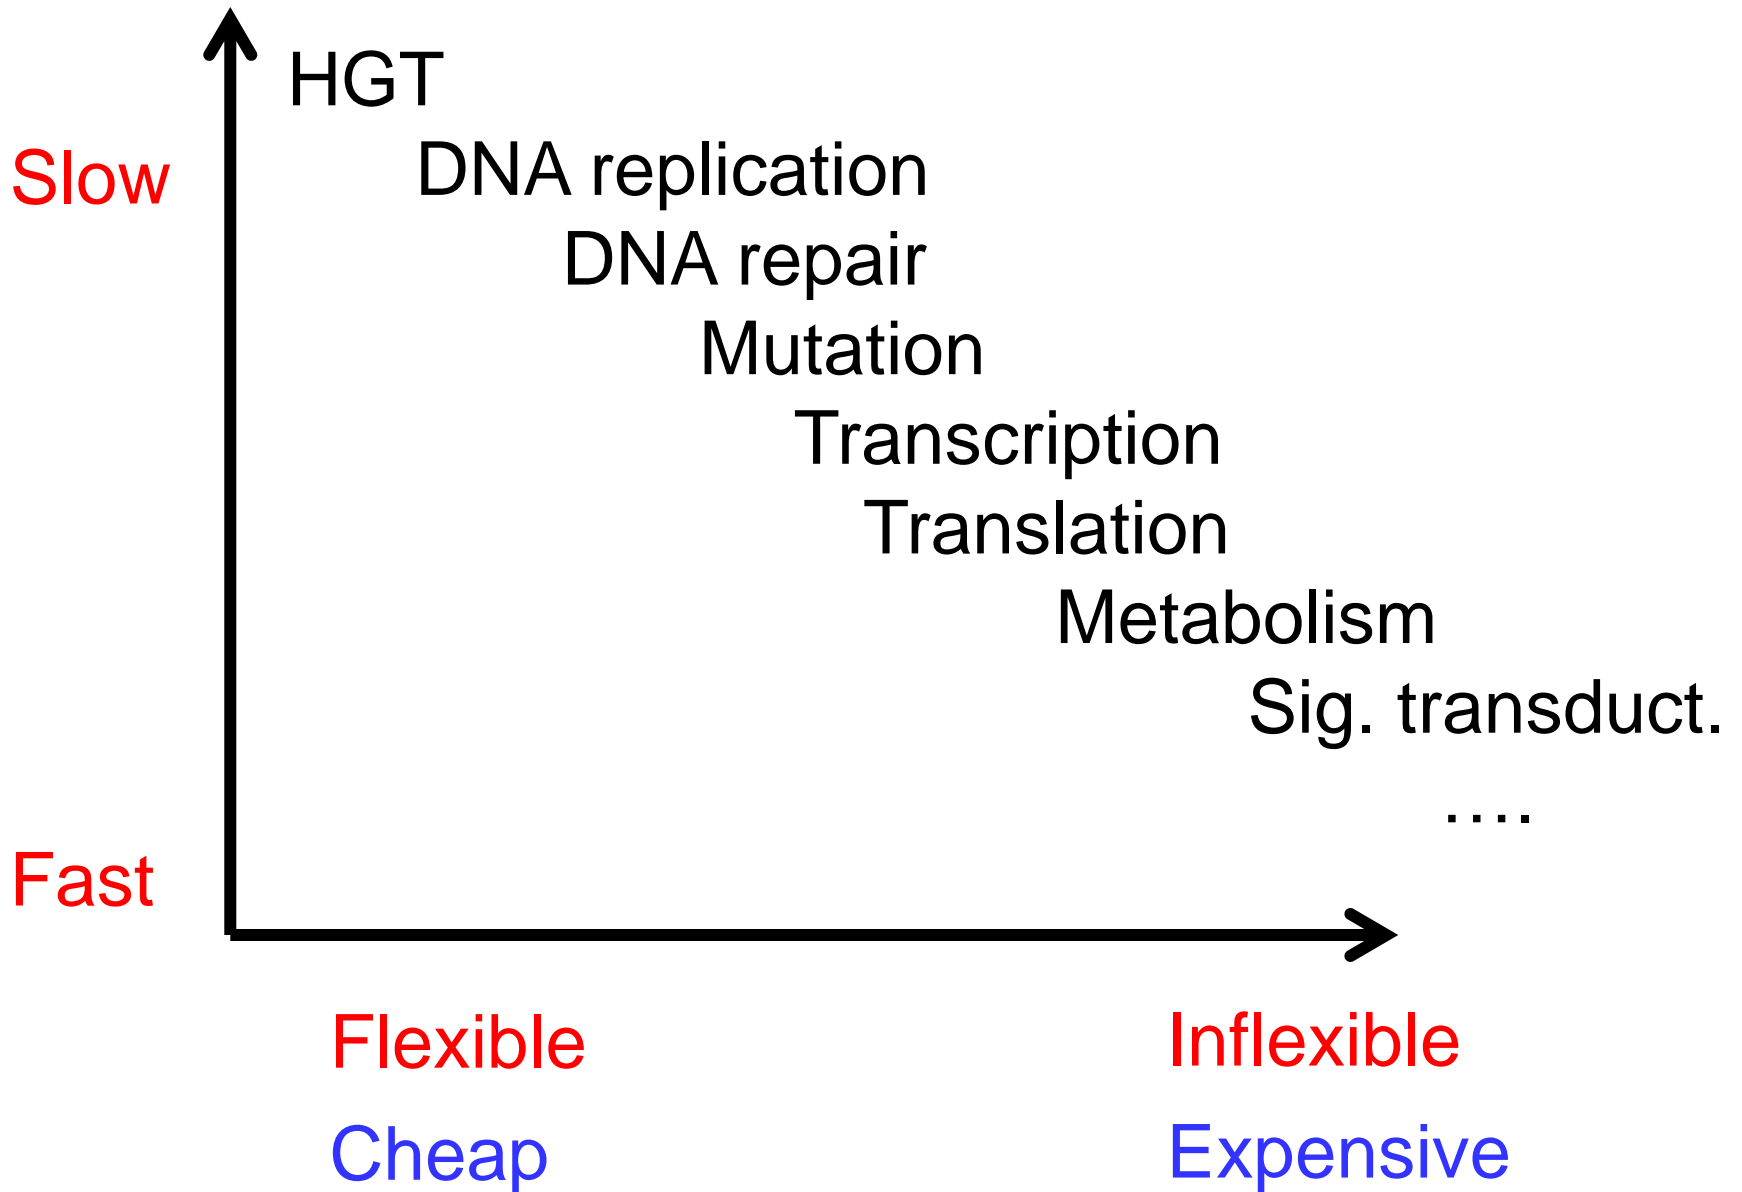 HGT
Slow
DNA replication
DNA repair
Mutation
Transcription
Translation
Metabolism
Sig. transduct.
....
Fast
Flexible
Inflexible
Cheap
Expensive